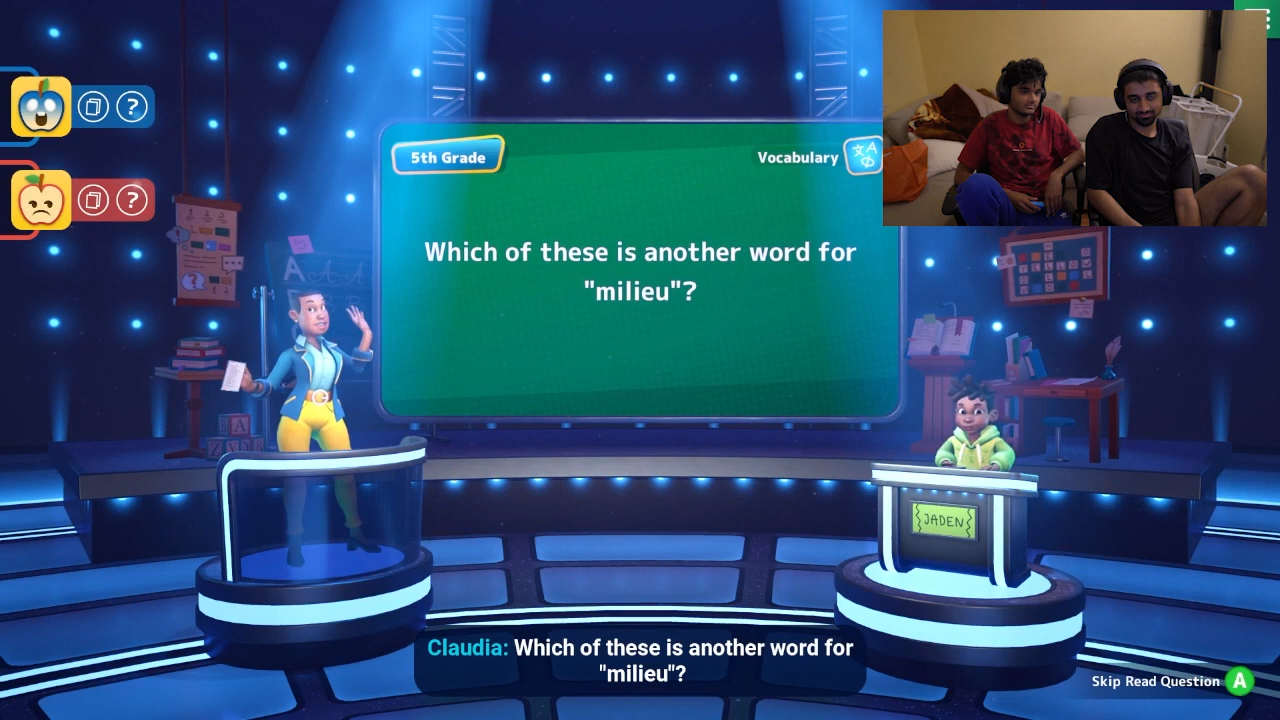 5th Grade
Vocabulary
Which of these is another word for
"milieu"?
JADEN
Claudia: Which of these is another word for
"milieu"?
Skip Read Question A